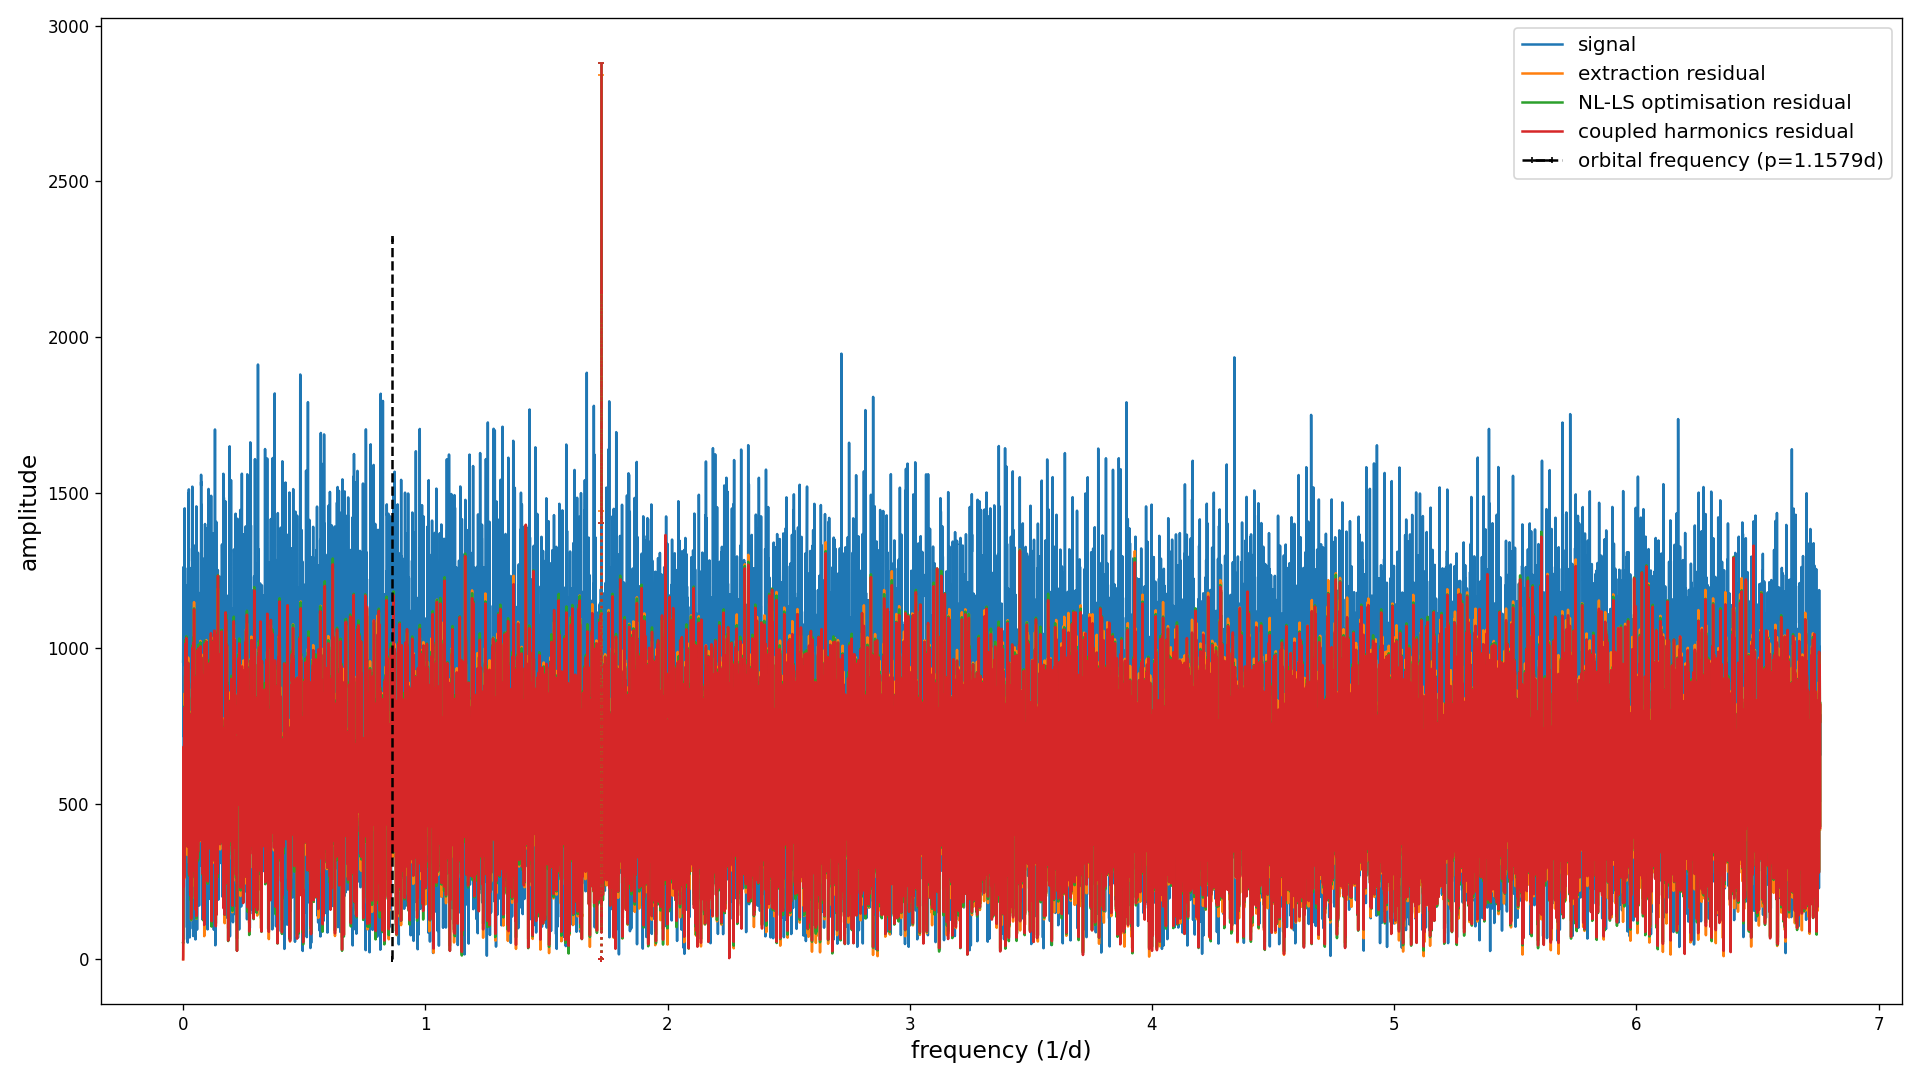 3000
2500
2000
1500
1000
500
0
amplitude
signal
extraction residual
NL-LS optimisation residual
coupled harmonics residual
orbital frequency (p=1.1579d)
0 1 2 3 4 5 6 7
frequency (1/d)